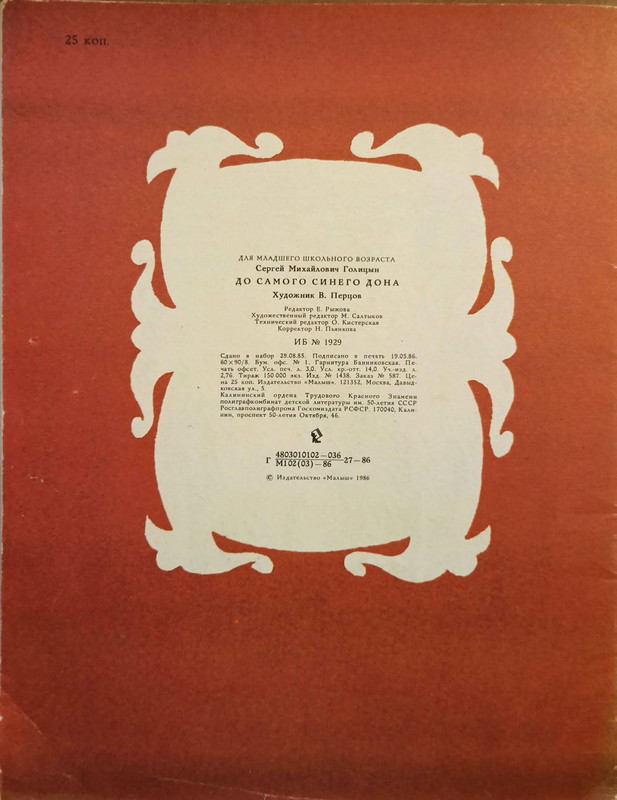 25 коп.
ДЛЯ МЛАДШЕГО ШКОЛЬНОГО ВОЗРАСТА
Сергей Михайлович Голицын
ДО САМОГО СИНЕГО ДОНА
Художник В. Перцов
Редактор Е. Рыжова
Художественный редактор М. Салтыков
Технический редактор О. Кистерская
Корректор Н. Пьянкова
ИБ № 1929
Сдано в набор 29.08.85. Подписано в печать 19.05.86.
60×90/8. Бум. офс. № 1. Гарнитура Банниковская. Пе-
чать офсет. Усл. печ. л. 3,0. Усл. кр.-отт. 14,0. Уч.-изд. л.
2,76. Тираж 150 000 экз. Изд. № 1438. Заказ № 587. Це-
на 25 коп. Издательство «Малыш». 121352, Москва, Давыд-
ковская ул., 5.
Калининский ордена Трудового Красного Знамени
полиграфкомбинат детской литературы им. 50-летия СССР
Росглавполиграфпрома Госкомиздата РСФСР. 170040, Кали-
нин, проспект 50-летия Октября, 46.
Г 4803010102—036
М102(03)—86 27—86
© Издательство «Малыш» 1986